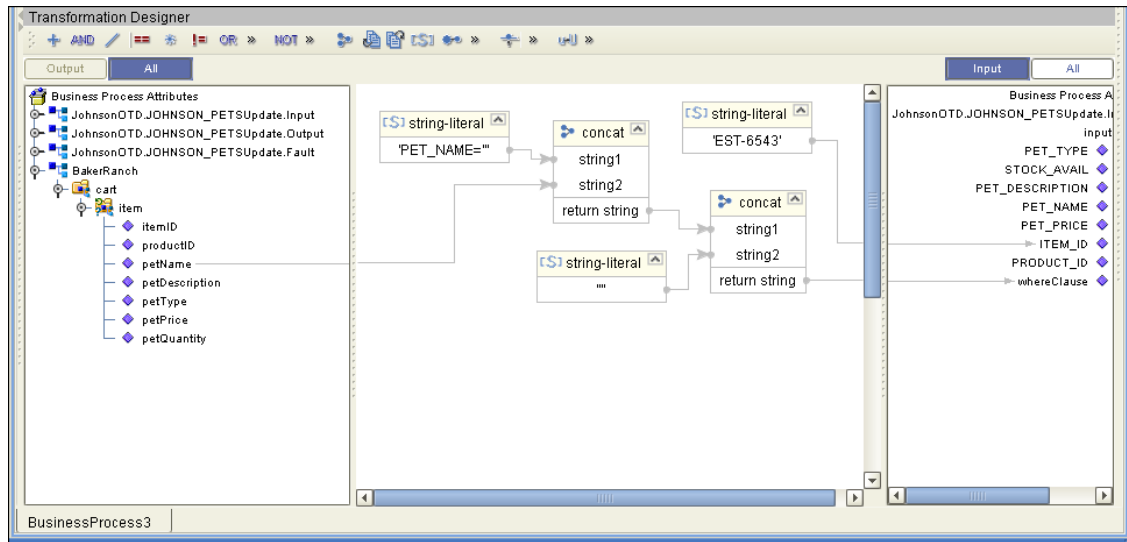 Transformation Designer
AND == != OR » NOT » [S] » » »
Output All Input All
Business Process Attributes
JohnsonOTD.JOHNSON_PETSUpdate.Input
JohnsonOTD.JOHNSON_PETSUpdate.Output
JohnsonOTD.JOHNSON_PETSUpdate.Fault
BakerRanch
cart
item
itemID
productID
petName
petDescription
petType
petPrice
petQuantity
[S] string-literal
'PET_NAME="'
concat
string1
string2
return string
[S] string-literal
'EST-6543'
concat
string1
string2
return string
[S] string-literal
'"'
Business Process A
JohnsonOTD.JOHNSON_PETSUpdate.I
input
PET_TYPE
STOCK_AVAIL
PET_DESCRIPTION
PET_NAME
PET_PRICE
ITEM_ID
PRODUCT_ID
whereClause
BusinessProcess3